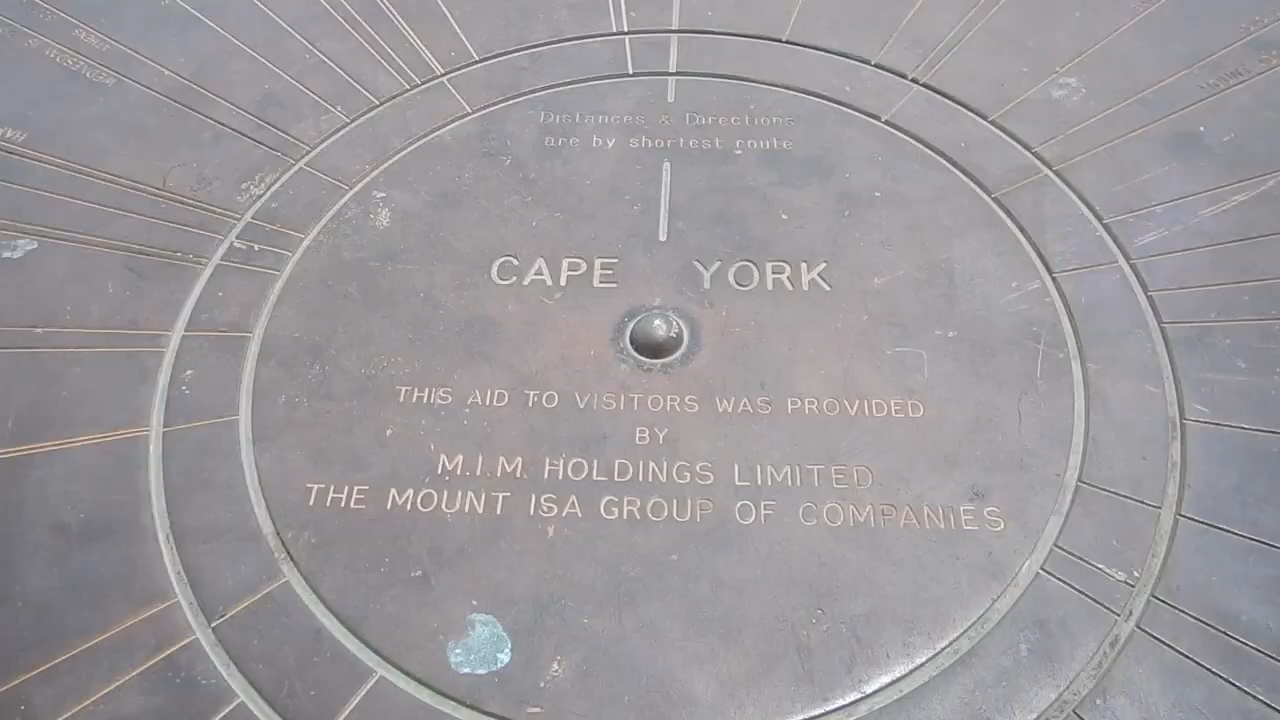 Distances & Directions
are by shortest route
CAPE YORK
THIS AID TO VISITORS WAS PROVIDED
BY
M.I.M. HOLDINGS LIMITED.
THE MOUNT ISA GROUP OF COMPANIES
ATHENS